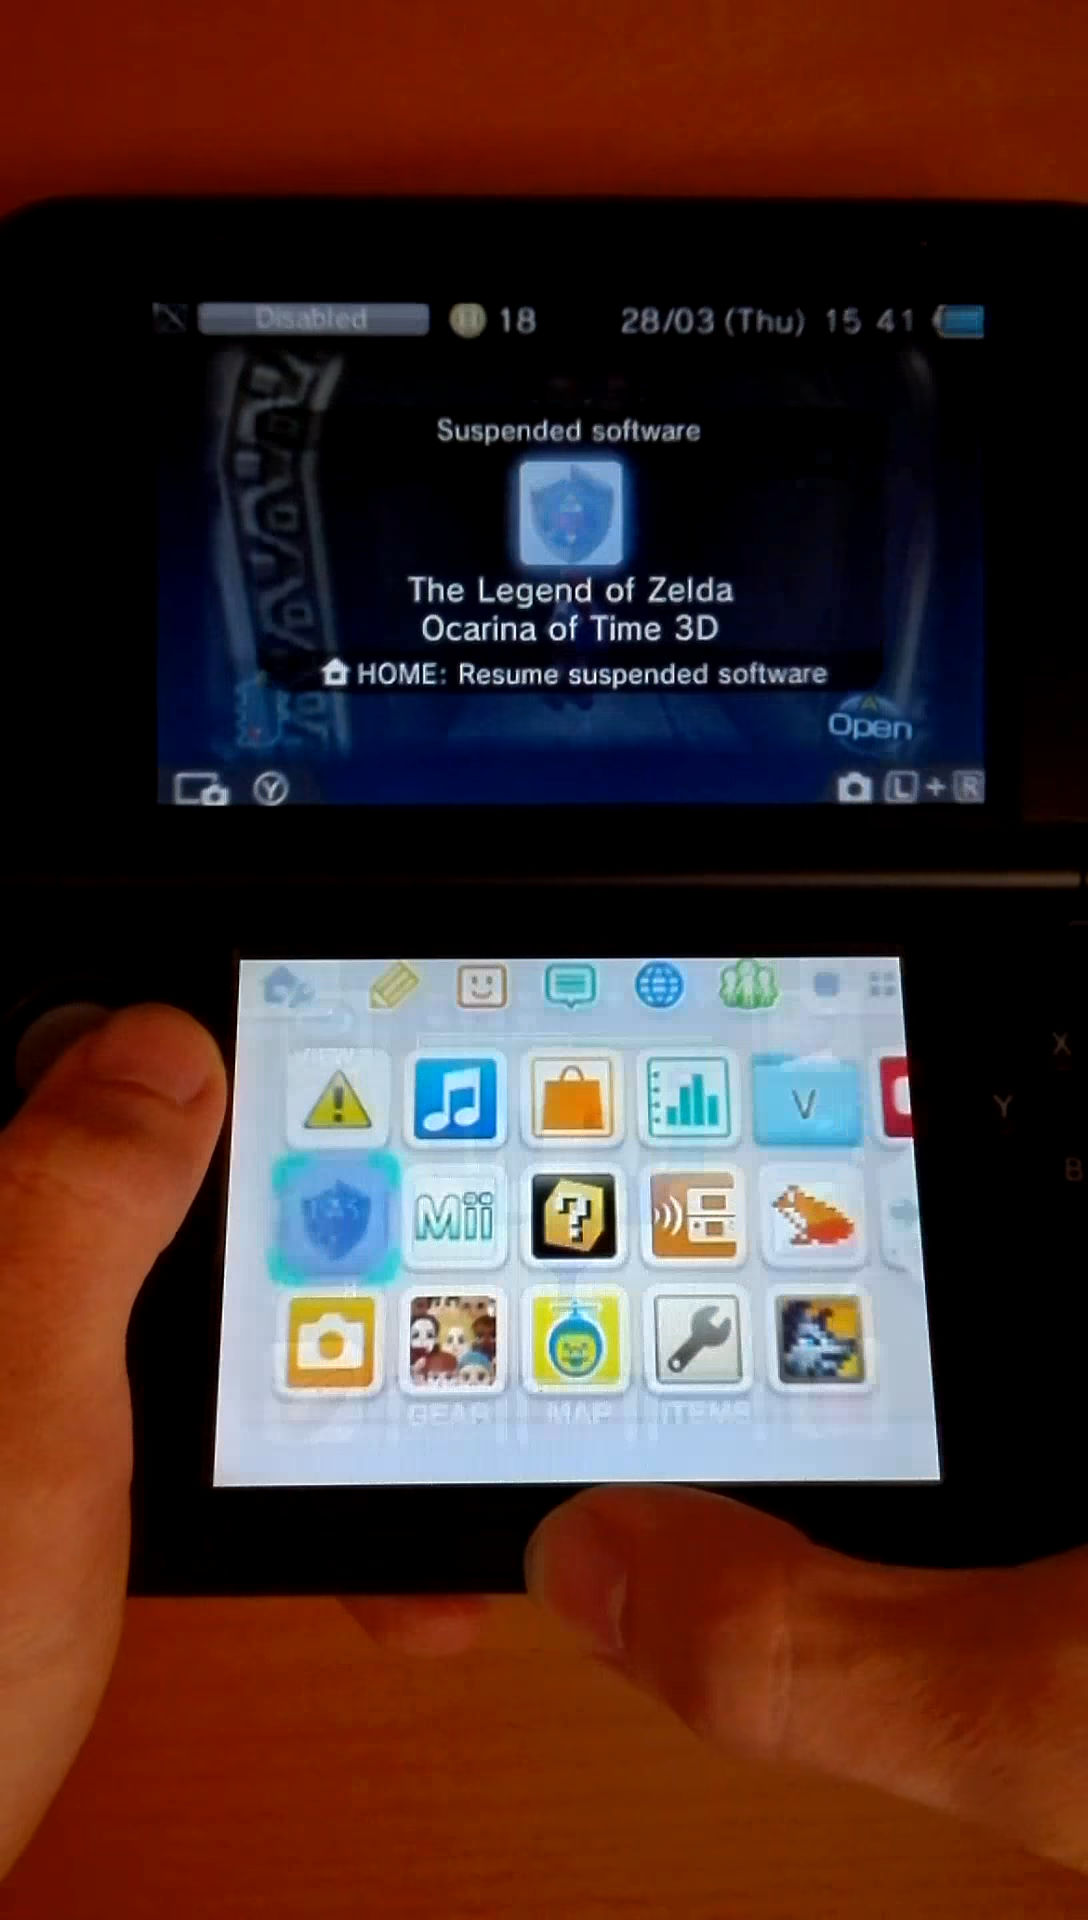 Disabled 18 28/03 (Thu) 15 41
Suspended software
The Legend of Zelda
Ocarina of Time 3D
HOME: Resume suspended software
A
Open
Y L + R
V
X
Y
Mii
?
B
GEAR MAP ITEMS